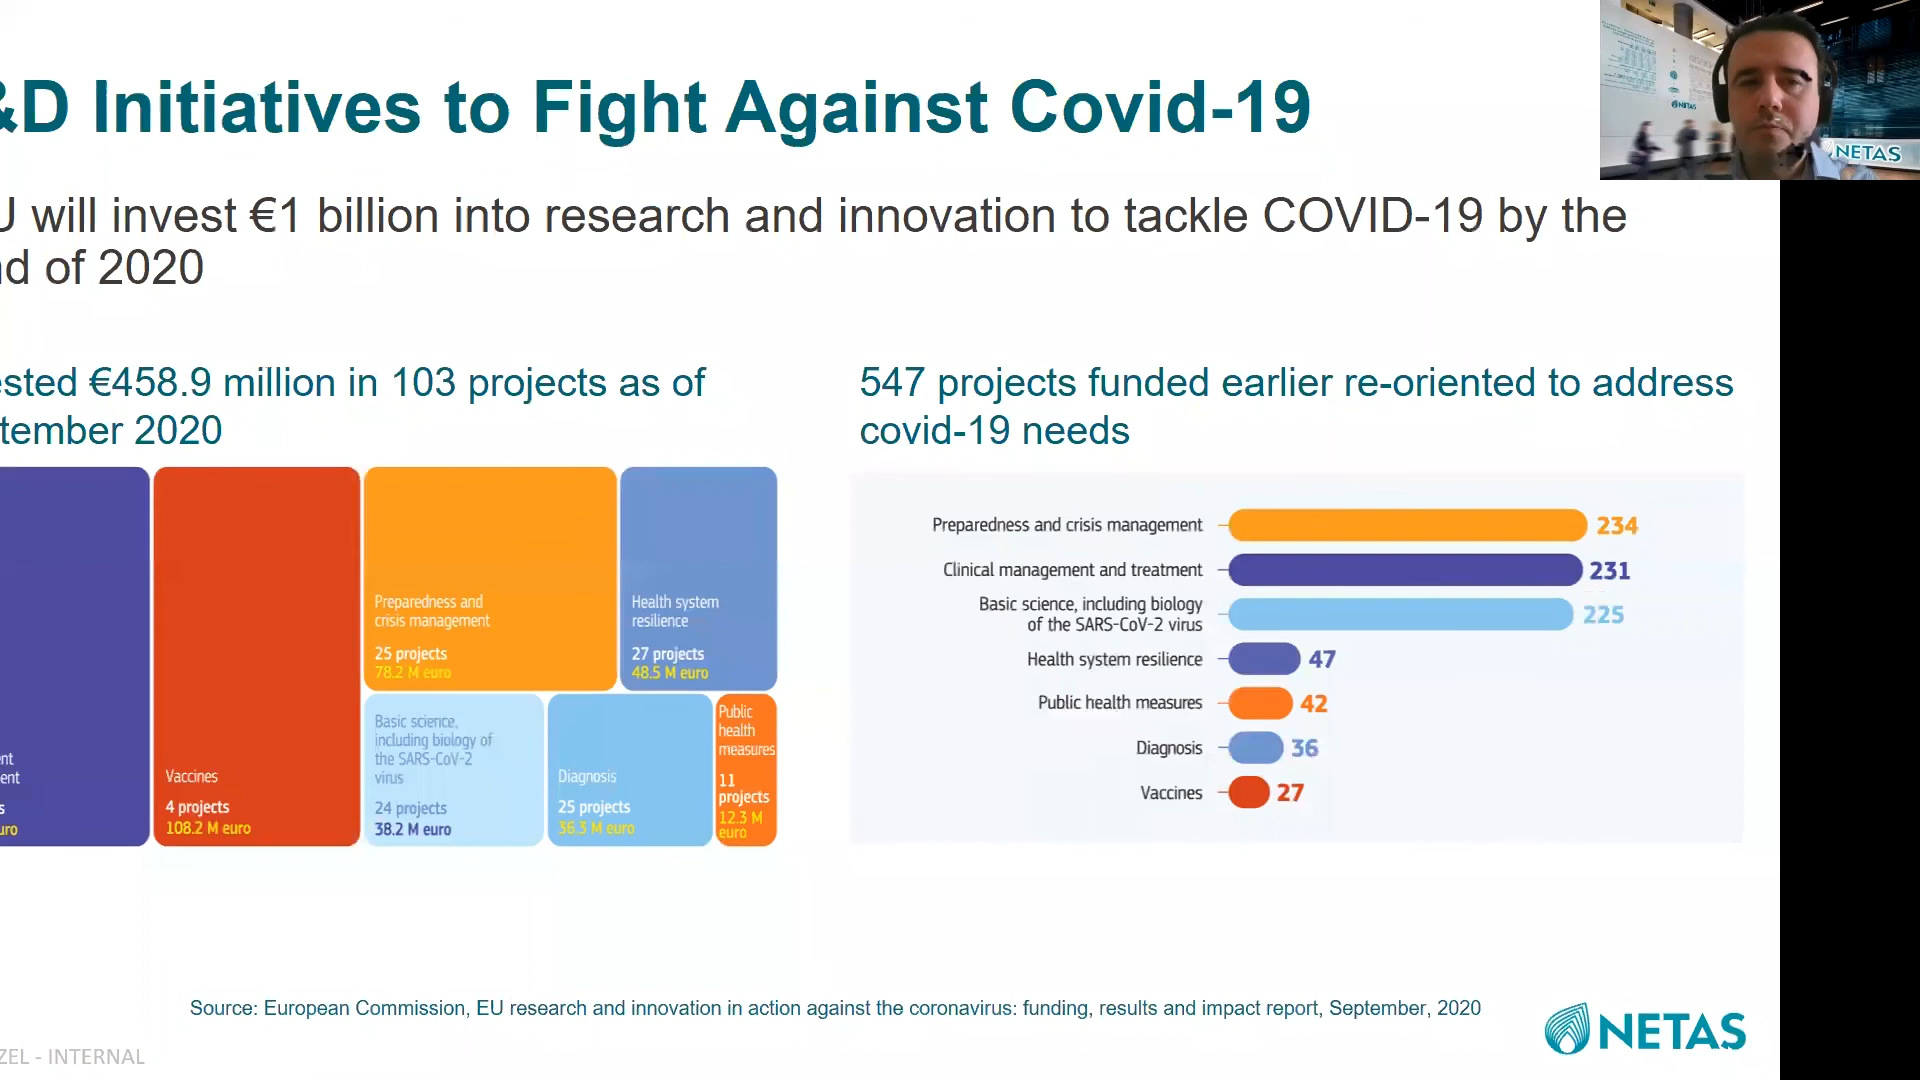 &D Initiatives to Fight Against Covid-19
U will invest €1 billion into research and innovation to tackle COVID-19 by the
nd of 2020
ested €458.9 million in 103 projects as of
tember 2020
547 projects funded earlier re-oriented to address
covid-19 needs
nt
ent
s
uro
Vaccines
4 projects
108.2 M euro
Preparedness and
crisis management
25 projects
78.2 M euro
Health system
resilience
27 projects
48.5 M euro
Basic science,
including biology of
the SARS-CoV-2
virus
24 projects
38.2 M euro
Diagnosis
25 projects
36.3 M euro
Public
health
measures
11
projects
12.3 M
euro
Preparedness and crisis management 234
Clinical management and treatment 231
Basic science, including biology
of the SARS-CoV-2 virus 225
Health system resilience 47
Public health measures 42
Diagnosis 36
Vaccines 27
Source: European Commission, EU research and innovation in action against the coronavirus: funding, results and impact report, September, 2020
NETAS
ZEL - INTERNAL
NETAS
NETAS